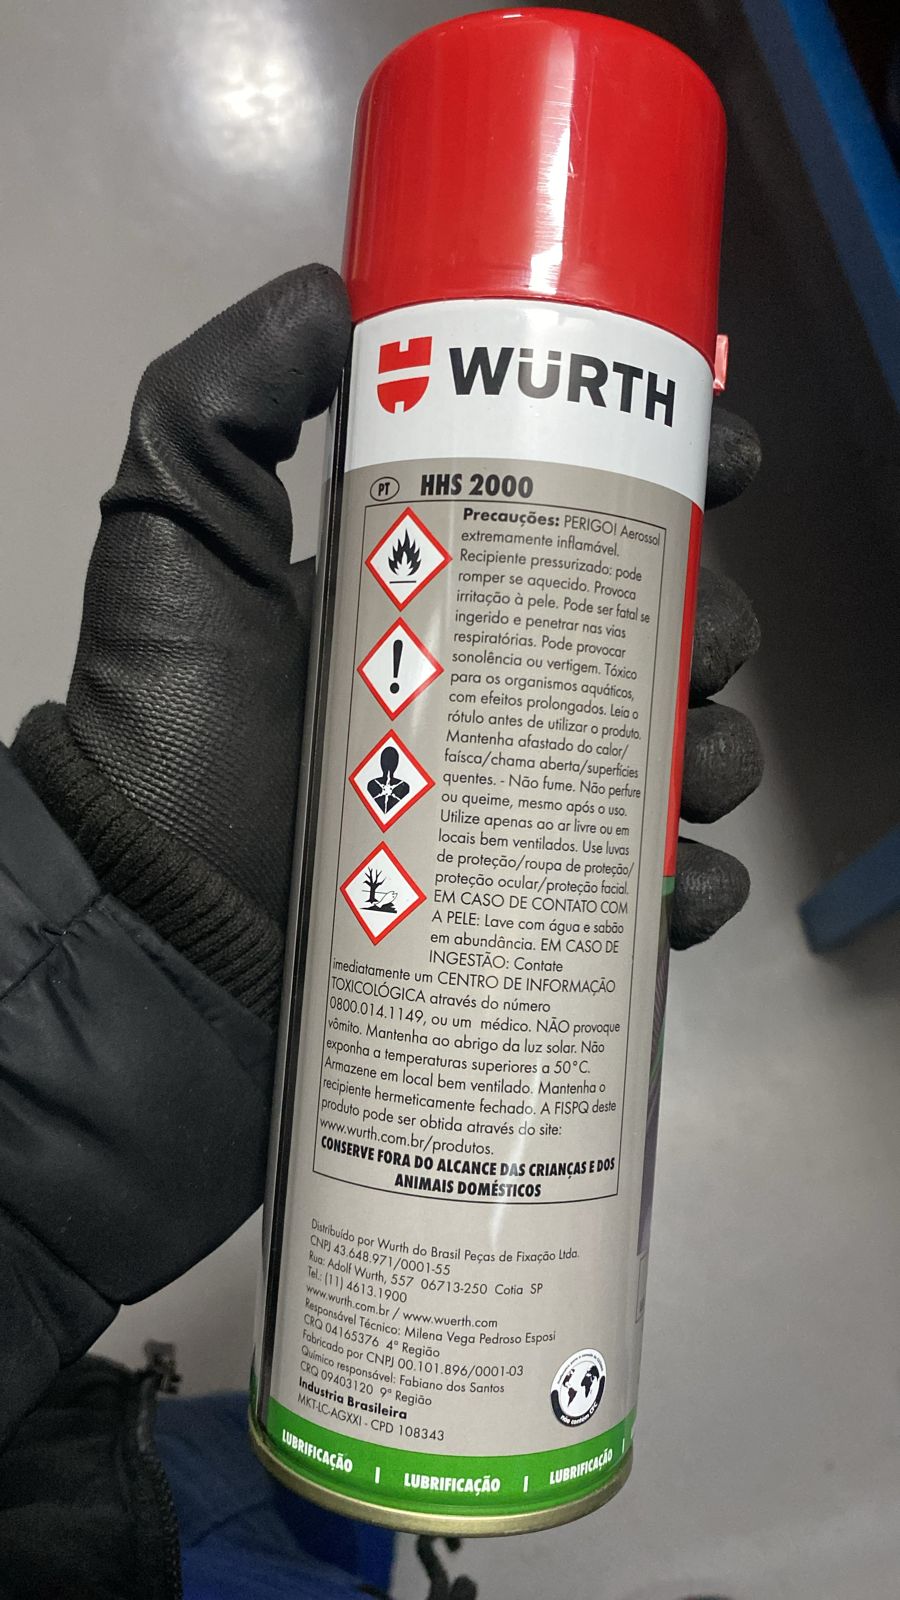 WÜRTH
PT HHS 2000
Precauções: PERIGO! Aerossol
extremamente inflamável.
Recipiente pressurizado: pode
romper se aquecido. Provoca
irritação à pele. Pode ser fatal se
ingerido e penetrar nas vias
respiratórias. Pode provocar
sonolência ou vertigem. Tóxico
para os organismos aquáticos,
com efeitos prolongados. Leia o
rótulo antes de utilizar o produto.
Mantenha afastado do calor/
faísca/chama aberta/superfícies
quentes. - Não fume. Não perfure
ou queime, mesmo após o uso.
Utilize apenas ao ar livre ou em
locais bem ventilados. Use luvas
de proteção/roupa de proteção/
proteção ocular/proteção facial.
EM CASO DE CONTATO COM
A PELE: Lave com água e sabão
em abundância. EM CASO DE
INGESTÃO: Contate
imediatamente um CENTRO DE INFORMAÇÃO
TOXICOLÓGICA através do número
0800.014.1149, ou um médico. NÃO provoque
vômito. Mantenha ao abrigo da luz solar. Não
exponha a temperaturas superiores a 50°C.
Armazene em local bem ventilado. Mantenha o
recipiente hermeticamente fechado. A FISPQ deste
produto pode ser obtida através do site:
www.wurth.com.br/produtos.
CONSERVE FORA DO ALCANCE DAS CRIANÇAS E DOS
ANIMAIS DOMÉSTICOS
Distribuído por Wurth do Brasil Peças de Fixação Ltda.
CNPJ 43.648.971/0001-55
Rua: Adolf Wurth, 557 06713-250 Cotia SP
Tel.: (11) 4613.1900
www.wurth.com.br / www.wuerth.com
Responsável Técnico: Milena Vega Pedroso Esposi
CRQ 04165376 4ª Região
Fabricado por CNPJ 00.101.896/0001-03
Químico responsável: Fabiano dos Santos
CRQ 09403120 9ª Região
Industria Brasileira
MKT-LC-AGXXI - CPD 108343
não contém CFC
LUBRIFICAÇÃO | LUBRIFICAÇÃO | LUBRIFICAÇÃO |